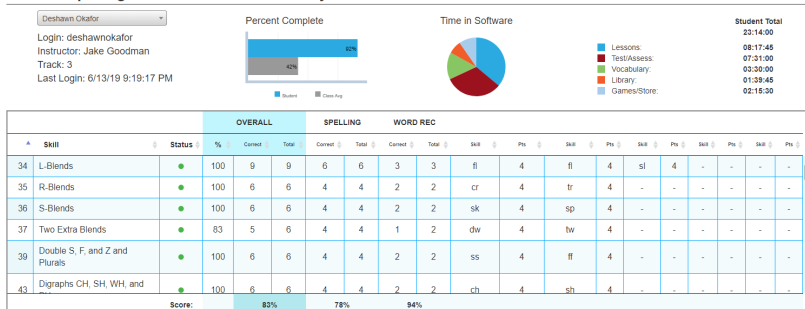 Deshawn Okafor
Login: deshawnokafor
Instructor: Jake Goodman
Track: 3
Last Login: 6/13/19 9:19:17 PM
Percent Complete
92%
42%
Student Class Avg
Time in Software
Student Total
23:14:00
Lessons: 08:17:45
Test/Assess: 07:31:00
Vocabulary: 03:30:00
Library: 01:39:45
Games/Store: 02:15:30
OVERALL SPELLING WORD REC
Skill Status % Correct Total Correct Total Correct Total Skill Pts Skill Pts Skill Pts Skill Pts Skill Pts
34 L-Blends 100 9 9 6 6 3 3 fl 4 fl 4 sl 4 - - - -
35 R-Blends 100 6 6 4 4 2 2 cr 4 tr 4 - - - - - -
36 S-Blends 100 6 6 4 4 2 2 sk 4 sp 4 - - - - - -
37 Two Extra Blends 83 5 6 4 4 1 2 dw 4 tw 4 - - - - - -
39 Double S, F, and Z and
Plurals 100 6 6 4 4 2 2 ss 4 ff 4 - - - - - -
43 Digraphs CH, SH, WH, and
100 6 6 4 4 2 2 ch 4 sh 4 - - - - - -
Score: 83% 78% 94%